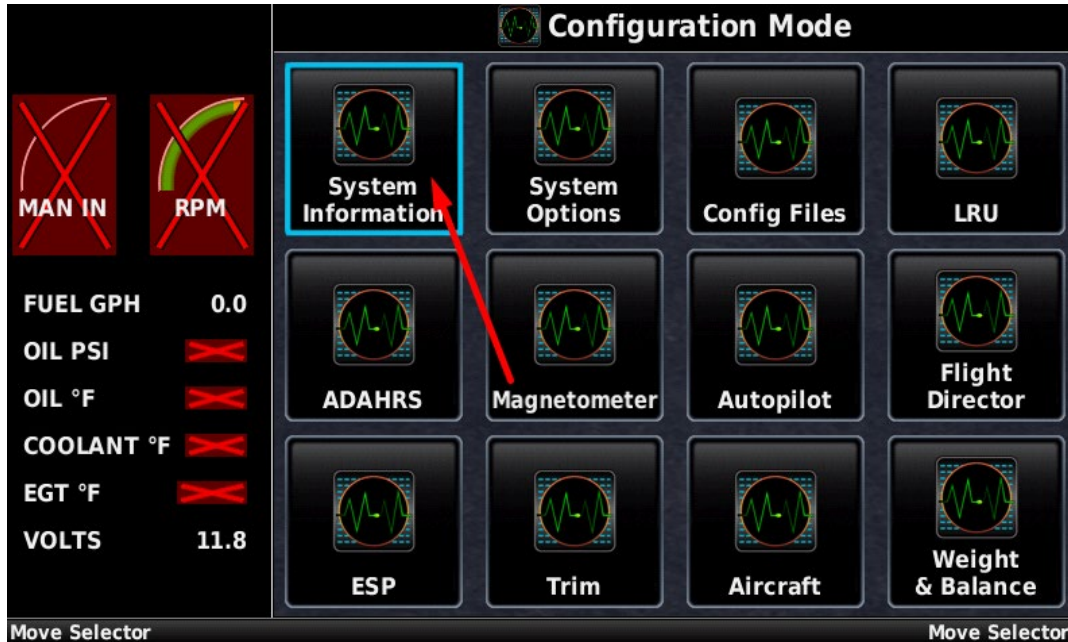 Configuration Mode
MAN IN
RPM
FUEL GPH 0.0
OIL PSI
OIL °F
COOLANT °F
EGT °F
VOLTS 11.8
System
Information
System
Options
Config Files
LRU
ADAHRS
Magnetometer
Autopilot
Flight
Director
ESP
Trim
Aircraft
Weight
& Balance
Move Selector
Move Selector